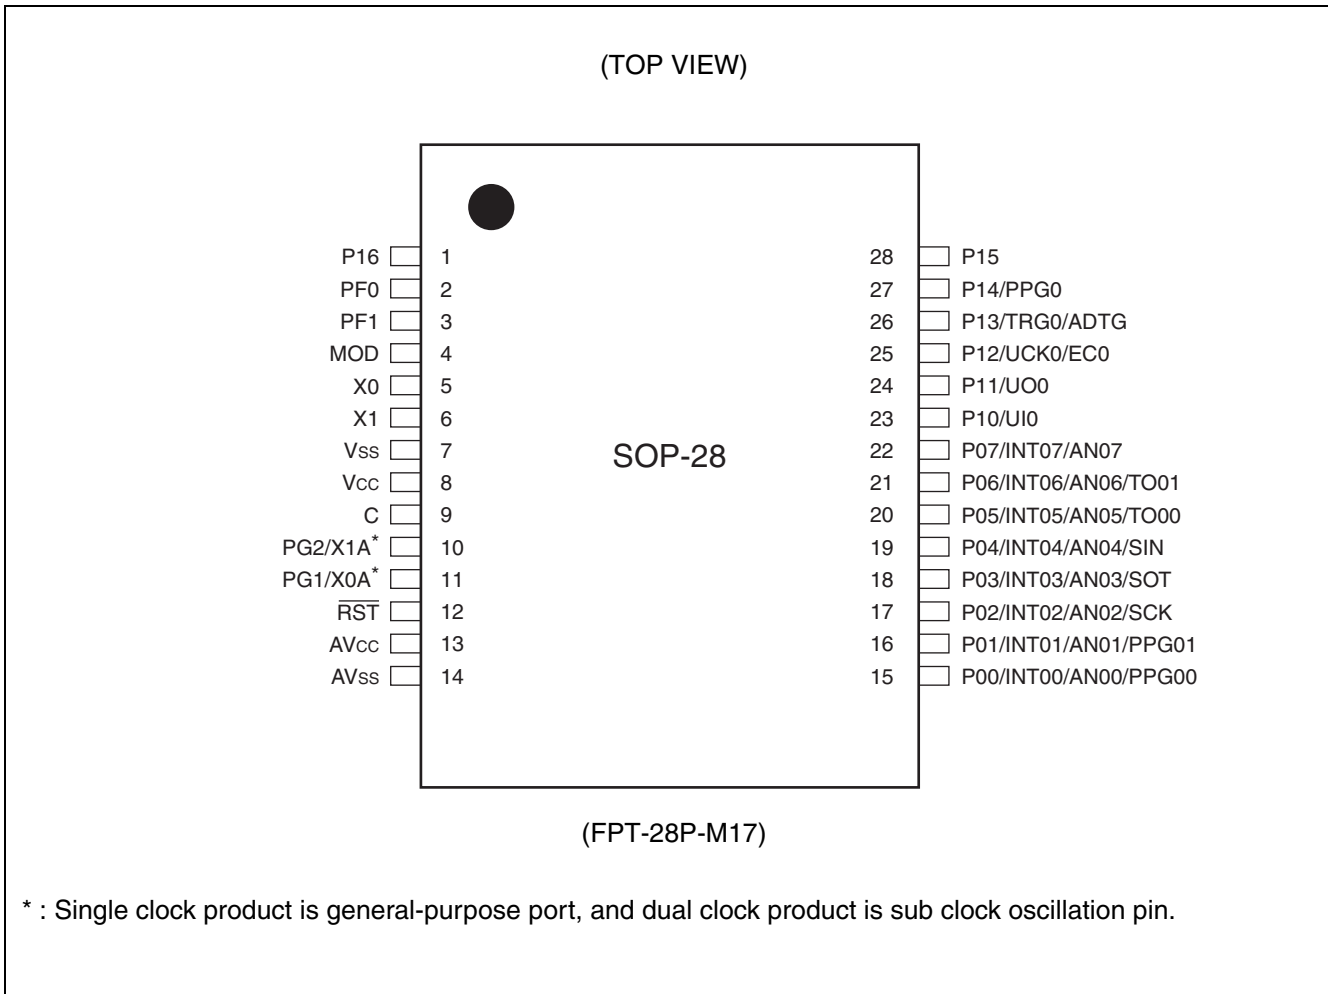 (TOP VIEW)
P16 1 28 P15
PF0 2 27 P14/PPG0
PF1 3 26 P13/TRG0/ADTG
MOD 4 25 P12/UCK0/EC0
X0 5 24 P11/UO0
X1 6 23 P10/UI0
Vss 7 22 P07/INT07/AN07
Vcc 8 21 P06/INT06/AN06/TO01
C 9 20 P05/INT05/AN05/TO00
PG2/X1A* 10 19 P04/INT04/AN04/SIN
PG1/X0A* 11 18 P03/INT03/AN03/SOT
RST 12 17 P02/INT02/AN02/SCK
AVcc 13 16 P01/INT01/AN01/PPG01
AVss 14 15 P00/INT00/AN00/PPG00
SOP-28
(FPT-28P-M17)
* : Single clock product is general-purpose port, and dual clock product is sub clock oscillation pin.